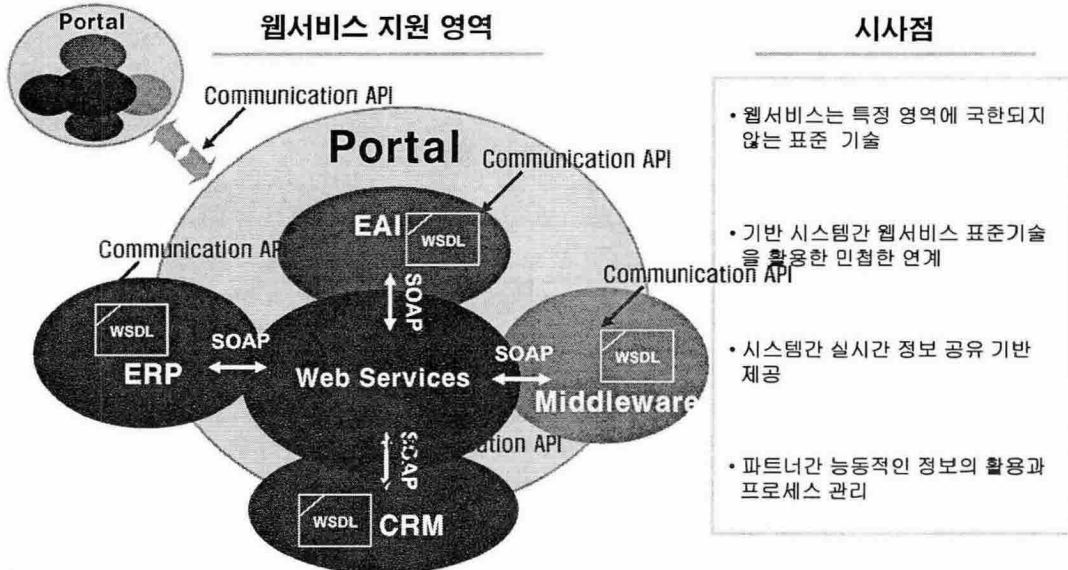 Portal
웹서비스 지원 영역
시사점
Communication API
Portal
Communication API
EAI
WSDL
Communication API
SOAP
Communication API
WSDL
ERP
SOAP
Web Services
SOAP
WSDL
Middleware
SOAP
ation API
WSDL
CRM
• 웹서비스는 특정 영역에 국한되지
않는 표준 기술
• 기반 시스템간 웹서비스 표준기술
을 활용한 민첩한 연계
• 시스템간 실시간 정보 공유 기반
제공
• 파트너간 능동적인 정보의 활용과
프로세스 관리